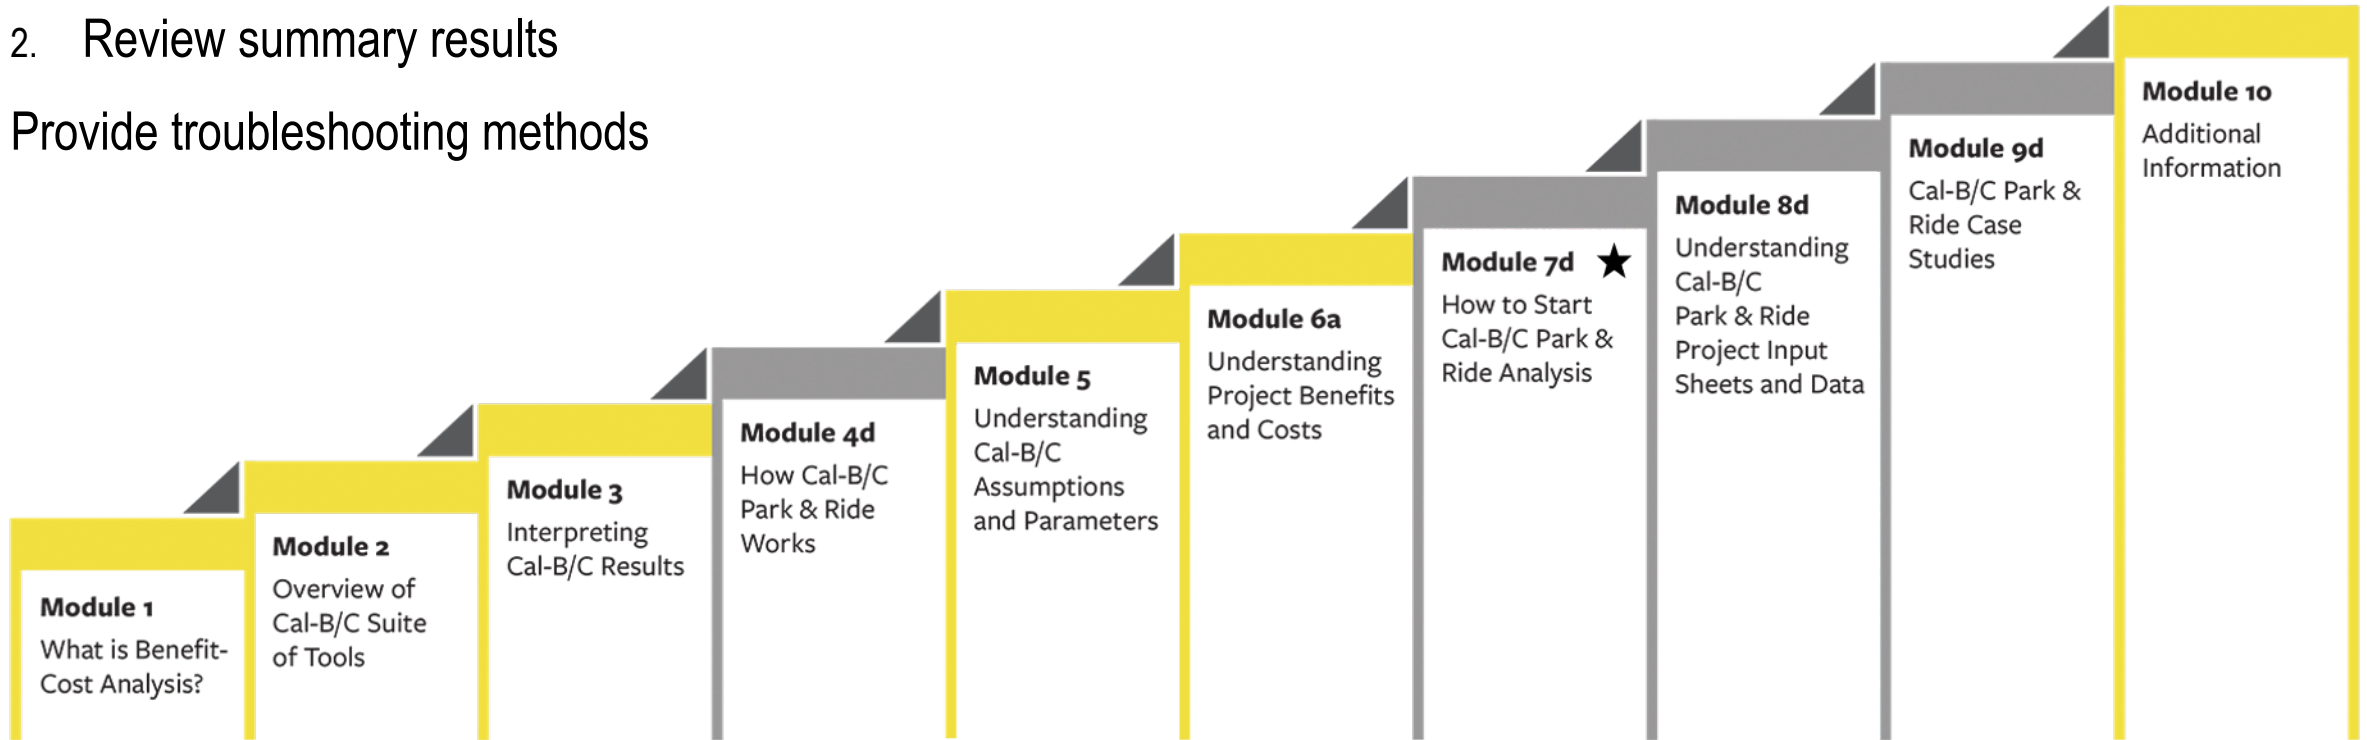 2. Review summary results
Provide troubleshooting methods
Module 1
What is Benefit-
Cost Analysis?
Module 2
Overview of
Cal-B/C Suite
of Tools
Module 3
Interpreting
Cal-B/C Results
Module 4d
How Cal-B/C
Park & Ride
Works
Module 5
Understanding
Cal-B/C
Assumptions
and Parameters
Module 6a
Understanding
Project Benefits
and Costs
Module 7d ★
How to Start
Cal-B/C Park &
Ride Analysis
Module 8d
Understanding
Cal-B/C
Park & Ride
Project Input
Sheets and Data
Module 9d
Cal-B/C Park &
Ride Case
Studies
Module 10
Additional
Information